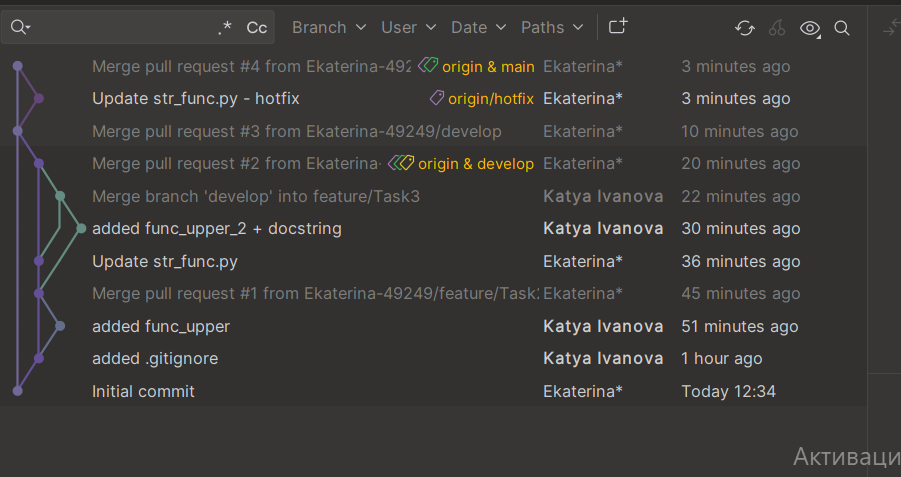 .* Cc Branch User Date Paths
Merge pull request #4 from Ekaterina-492 origin & main Ekaterina* 3 minutes ago
Update str_func.py - hotfix origin/hotfix Ekaterina* 3 minutes ago
Merge pull request #3 from Ekaterina-49249/develop Ekaterina* 10 minutes ago
Merge pull request #2 from Ekaterina- origin & develop Ekaterina* 20 minutes ago
Merge branch 'develop' into feature/Task3 Katya Ivanova 22 minutes ago
added func_upper_2 + docstring Katya Ivanova 30 minutes ago
Update str_func.py Ekaterina* 36 minutes ago
Merge pull request #1 from Ekaterina-49249/feature/Task Ekaterina* 45 minutes ago
added func_upper Katya Ivanova 51 minutes ago
added .gitignore Katya Ivanova 1 hour ago
Initial commit Ekaterina* Today 12:34
Активаци